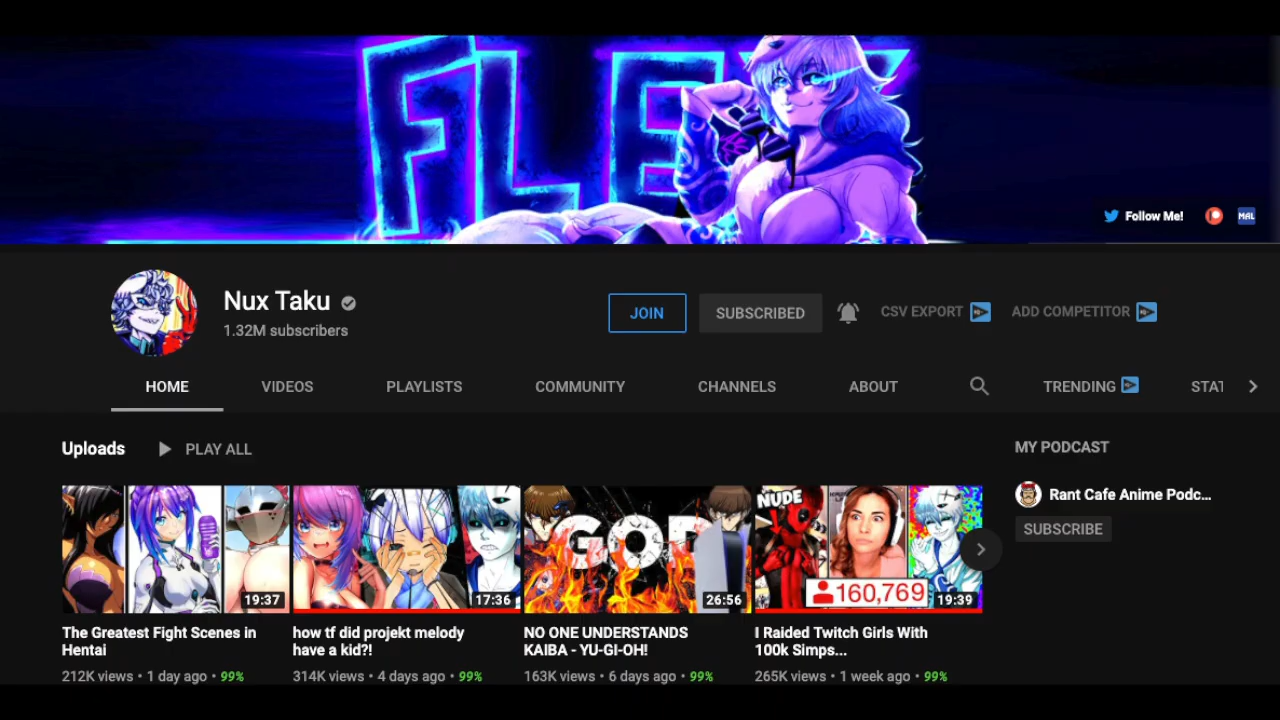 FLEX
Follow Me!
MAL
Nux Taku
1.32M subscribers
JOIN
SUBSCRIBED
CSV EXPORT
ADD COMPETITOR
HOME
VIDEOS
PLAYLISTS
COMMUNITY
CHANNELS
ABOUT
TRENDING
STAT
Uploads
PLAY ALL
MY PODCAST
Rant Cafe Anime Podc...
SUBSCRIBE
19:37
17:36
GOD
26:56
NUDE
160,769
19:39
The Greatest Fight Scenes in
Hentai
212K views • 1 day ago • 99%
how tf did projekt melody
have a kid?!
314K views • 4 days ago • 99%
NO ONE UNDERSTANDS
KAIBA - YU-GI-OH!
163K views • 6 days ago • 99%
I Raided Twitch Girls With
100k Simps...
265K views • 1 week ago • 99%